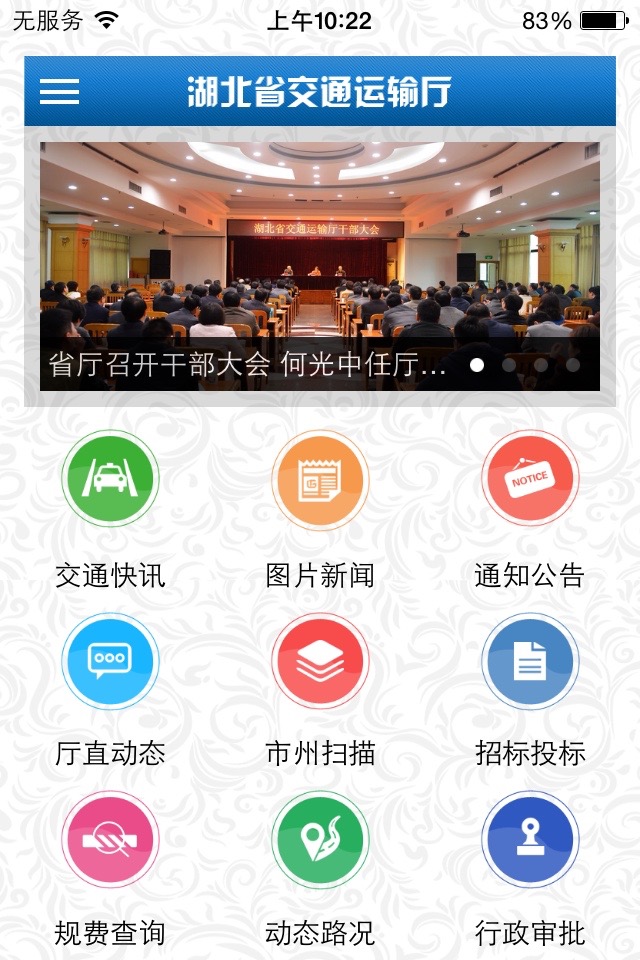 无服务 上午10:22 83%
湖北省交通运输厅
湖北省交通运输厅干部大会
省厅召开干部大会 何光中任厅...
NOTICE
交通快讯 图片新闻 通知公告
厅直动态 市州扫描 招标投标
规费查询 动态路况 行政审批